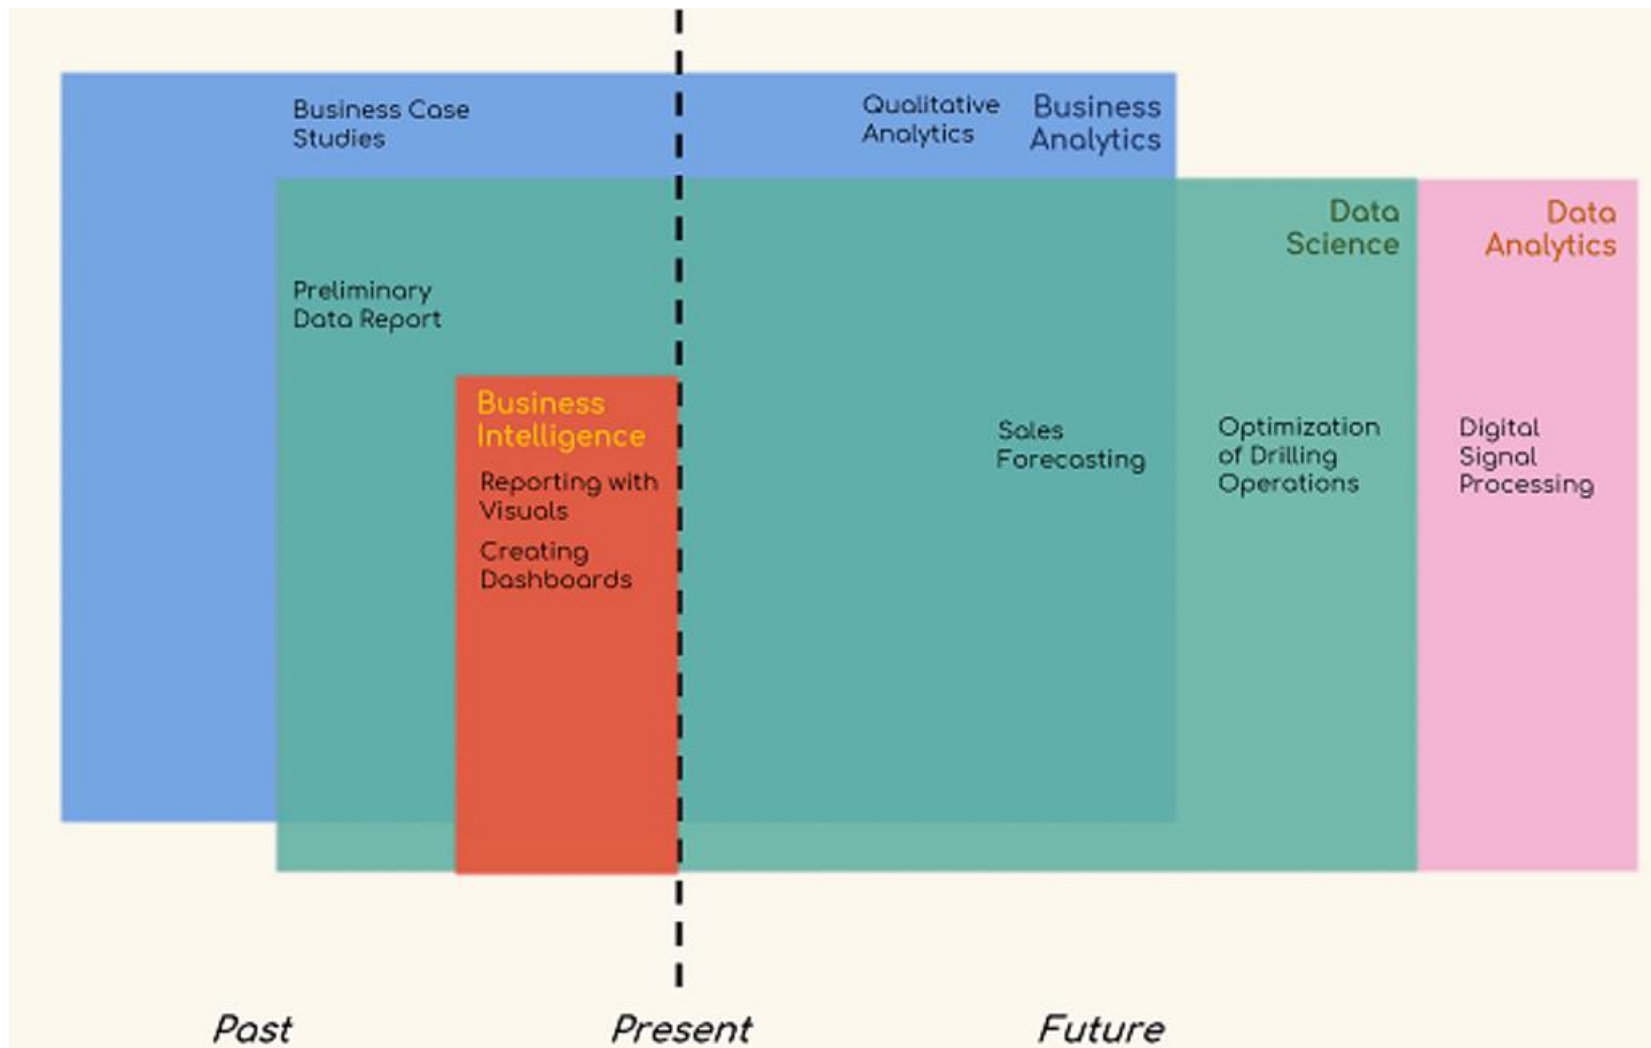 Business Case
Studies
Qualitative
Analytics
Business
Analytics
Data
Science
Data
Analytics
Preliminary
Data Report
Business
Intelligence
Reporting with
Visuals
Creating
Dashboards
Sales
Forecasting
Optimization
of Drilling
Operations
Digital
Signal
Processing
Past
Present
Future